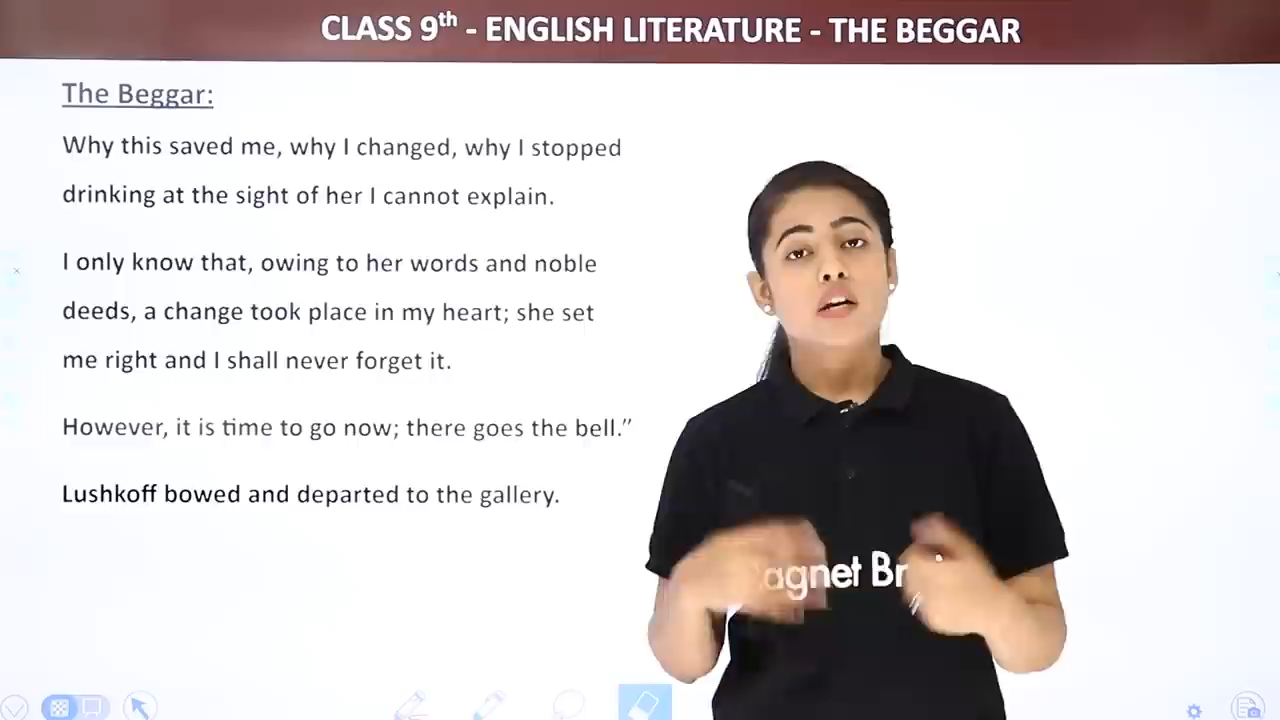 CLASS 9th - ENGLISH LITERATURE - THE BEGGAR
The Beggar:
Why this saved me, why I changed, why I stopped
drinking at the sight of her I cannot explain.
I only know that, owing to her words and noble
deeds, a change took place in my heart; she set
me right and I shall never forget it.
However, it is time to go now; there goes the bell.”
Lushkoff bowed and departed to the gallery.